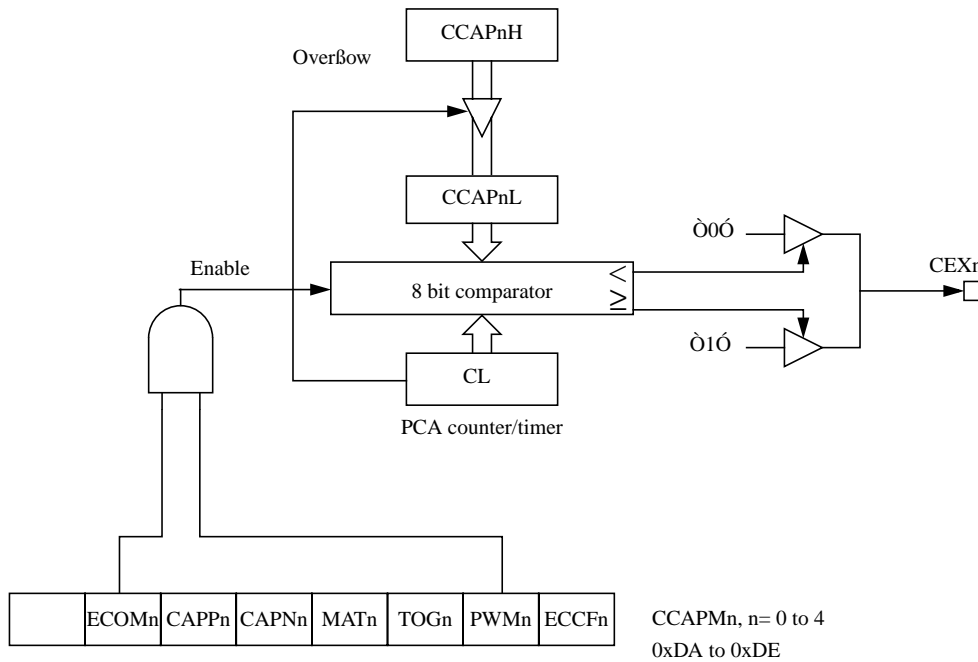 CCAPnH
Overßow
CCAPnL
Ò0Ó
CEXn
Enable
<
8 bit comparator
≥
Ò1Ó
CL
PCA counter/timer
ECOMn CAPPn CAPNn MATn TOGn PWMn ECCFn
CCAPMn, n= 0 to 4
0xDA to 0xDE